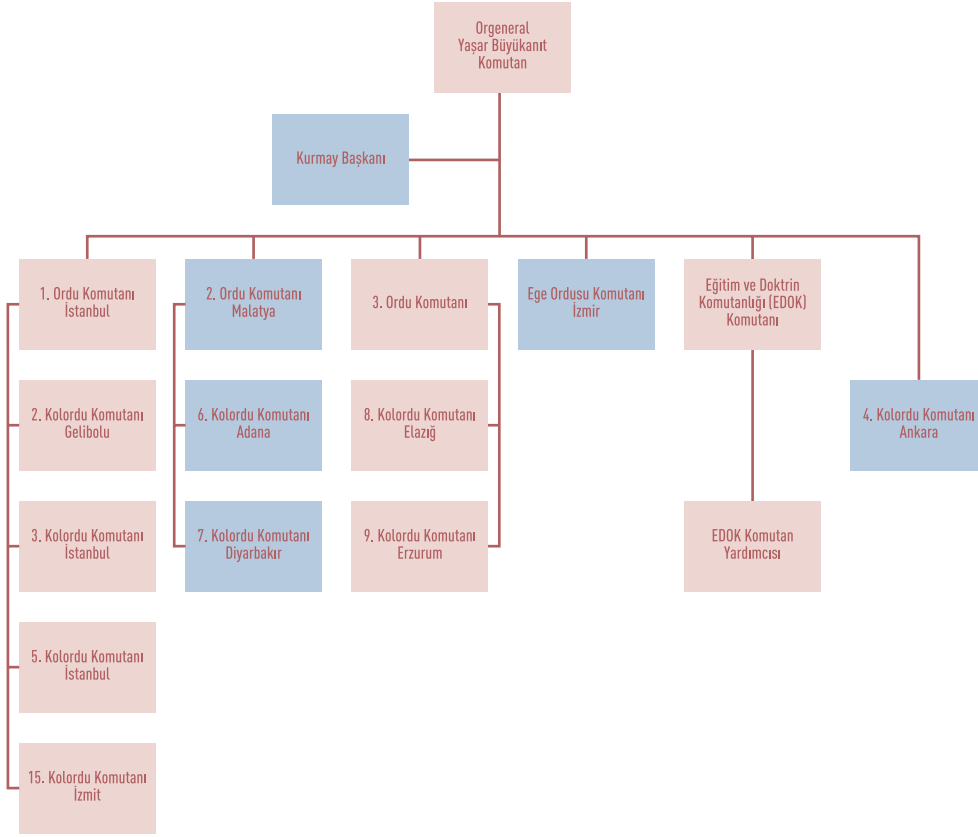 Orgeneral
Yaşar Büyükanıt
Komutan
Kurmay Başkanı
1. Ordu Komutanı
İstanbul
2. Ordu Komutanı
Malatya
3. Ordu Komutanı
Ege Ordusu Komutanı
İzmir
Eğitim ve Doktrin
Komutanlığı (EDOK)
Komutanı
2. Kolordu Komutanı
Gelibolu
6. Kolordu Komutanı
Adana
8. Kolordu Komutanı
Elazığ
4. Kolordu Komutanı
Ankara
3. Kolordu Komutanı
İstanbul
7. Kolordu Komutanı
Diyarbakır
9. Kolordu Komutanı
Erzurum
EDOK Komutan
Yardımcısı
5. Kolordu Komutanı
İstanbul
15. Kolordu Komutanı
İzmit